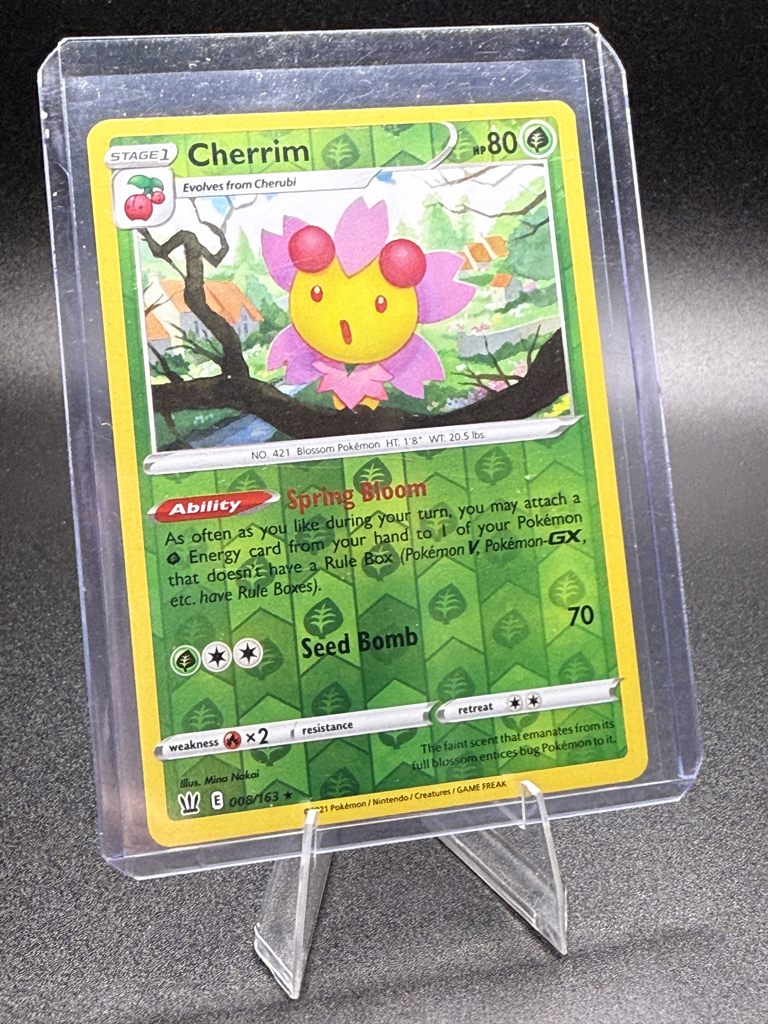 STAGE 1 Cherrim HP 80
Evolves from Cherubi
NO. 421 Blossom Pokémon HT: 1'8" WT: 20.5 lbs.
Ability Spring Bloom
As often as you like during your turn, you may attach a
Energy card from your hand to 1 of your Pokémon
that doesn't have a Rule Box (Pokémon V, Pokémon-GX,
etc. have Rule Boxes).
Seed Bomb 70
weakness ×2 resistance retreat
The faint scent that emanates from its
full blossom entices bug Pokémon to it.
Illus. Mina Nakai
E 008/163 ★
©2021 Pokémon / Nintendo / Creatures / GAME FREAK